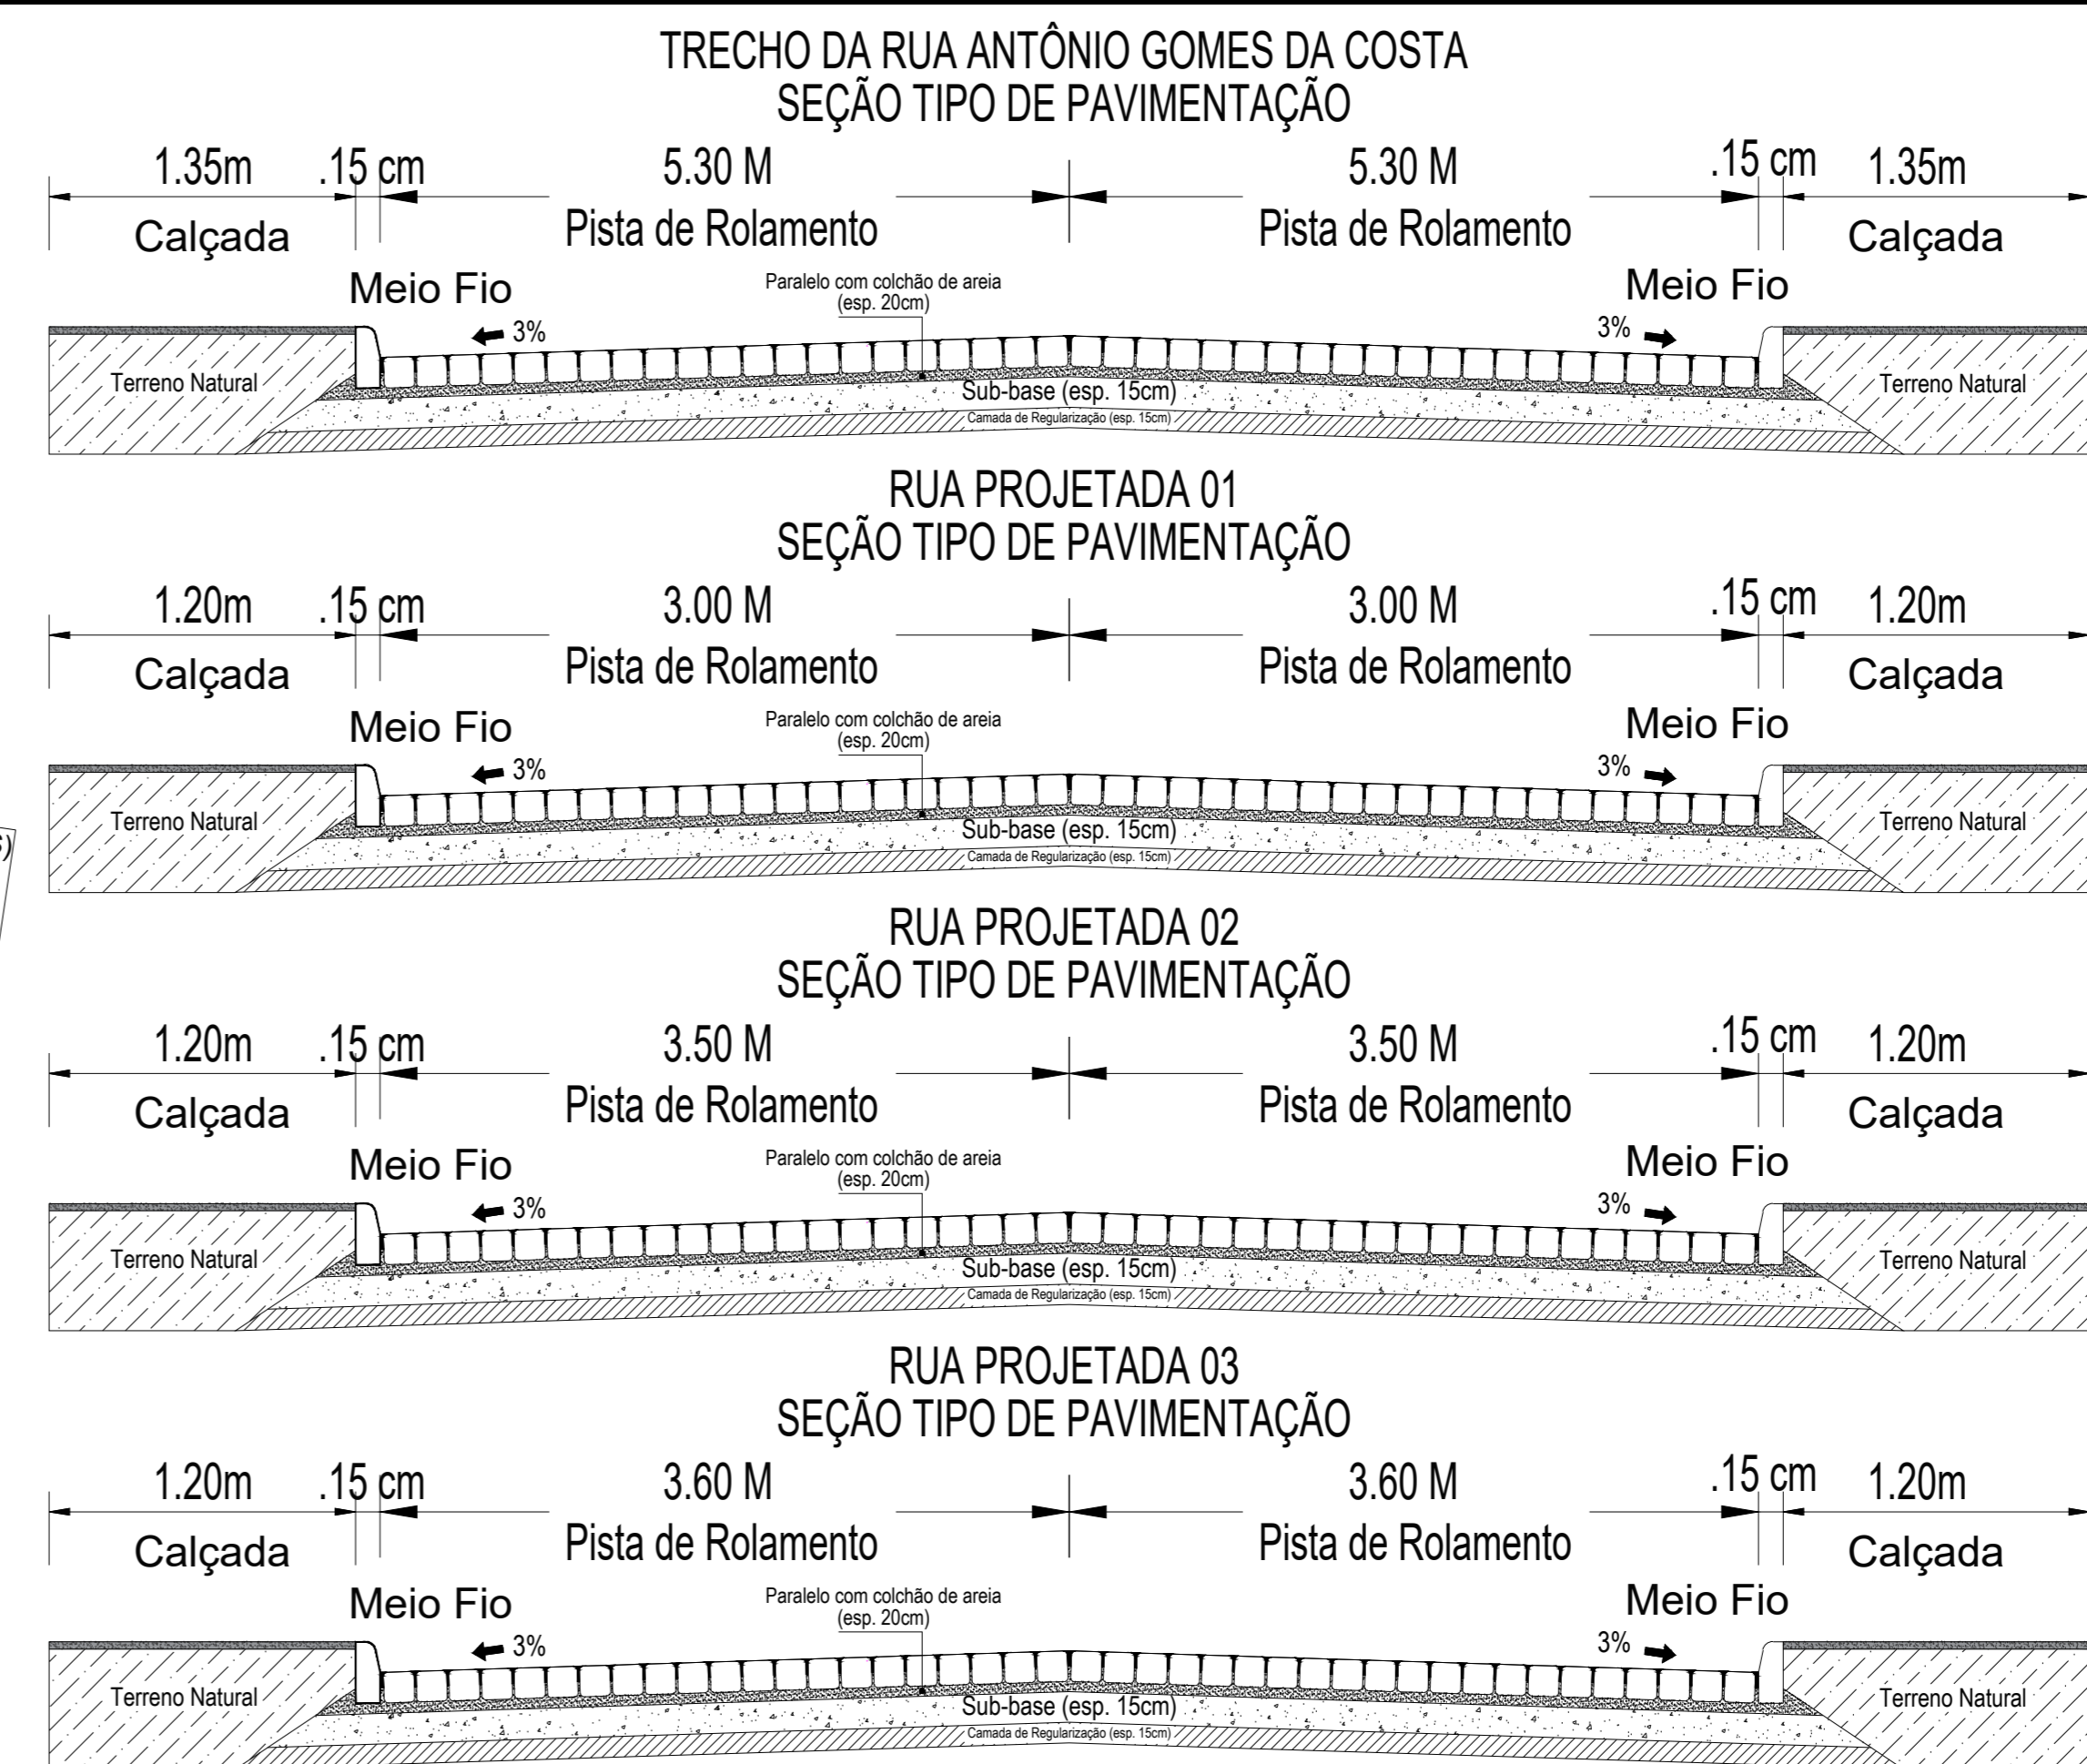 TRECHO DA RUA ANTÔNIO GOMES DA COSTA
SEÇÃO TIPO DE PAVIMENTAÇÃO
1.35m .15 cm 5.30 M 5.30 M .15 cm 1.35m
Calçada Pista de Rolamento Pista de Rolamento Calçada
Meio Fio Paralelo com colchão de areia Meio Fio
(esp. 20cm)
3% 3%
Terreno Natural Sub-base (esp. 15cm) Terreno Natural
Camada de Regularização (esp. 15cm)
RUA PROJETADA 01
SEÇÃO TIPO DE PAVIMENTAÇÃO
1.20m .15 cm 3.00 M 3.00 M .15 cm 1.20m
Calçada Pista de Rolamento Pista de Rolamento Calçada
Meio Fio Paralelo com colchão de areia Meio Fio
(esp. 20cm)
3% 3%
Terreno Natural Sub-base (esp. 15cm) Terreno Natural
Camada de Regularização (esp. 15cm)
RUA PROJETADA 02
SEÇÃO TIPO DE PAVIMENTAÇÃO
1.20m .15 cm 3.50 M 3.50 M .15 cm 1.20m
Calçada Pista de Rolamento Pista de Rolamento Calçada
Meio Fio Paralelo com colchão de areia Meio Fio
(esp. 20cm)
3% 3%
Terreno Natural Sub-base (esp. 15cm) Terreno Natural
Camada de Regularização (esp. 15cm)
RUA PROJETADA 03
SEÇÃO TIPO DE PAVIMENTAÇÃO
1.20m .15 cm 3.60 M 3.60 M .15 cm 1.20m
Calçada Pista de Rolamento Pista de Rolamento Calçada
Meio Fio Paralelo com colchão de areia Meio Fio
(esp. 20cm)
3% 3%
Terreno Natural Sub-base (esp. 15cm) Terreno Natural
Camada de Regularização (esp. 15cm)